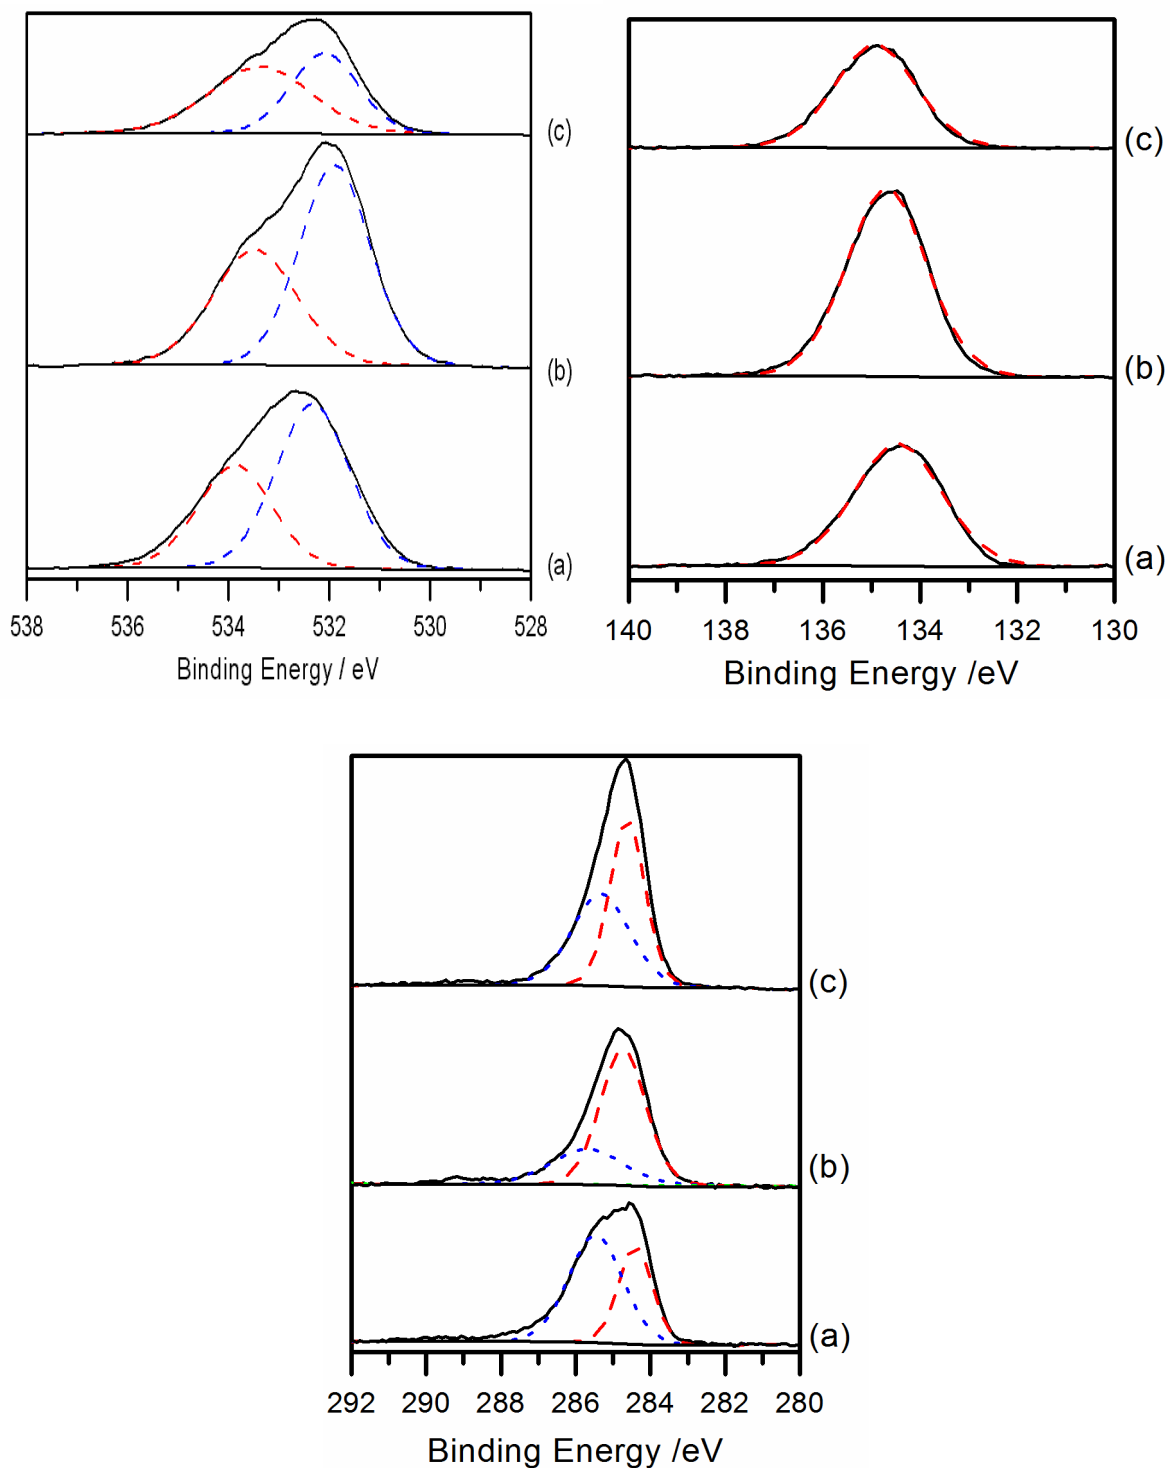 (c)
(b)
(a)
538 536 534 532 530 528
Binding Energy / eV
(c)
(b)
(a)
140 138 136 134 132 130
Binding Energy /eV
(c)
(b)
(a)
292 290 288 286 284 282 280
Binding Energy /eV